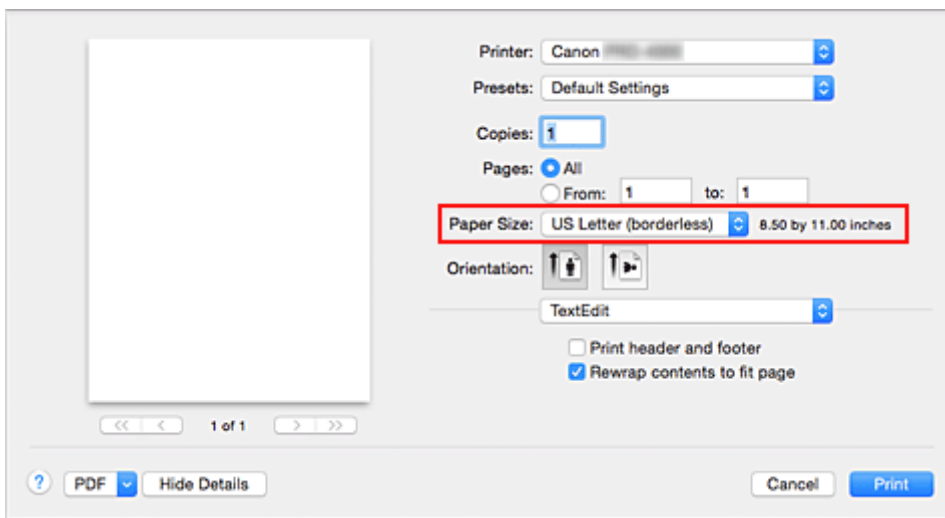 Printer: Canon
Presets: Default Settings
Copies: 1
Pages: All
From: 1 to: 1
Paper Size: US Letter (borderless) 8.50 by 11.00 inches
Orientation:
TextEdit
Print header and footer
Rewrap contents to fit page
1 of 1
? PDF Hide Details Cancel Print